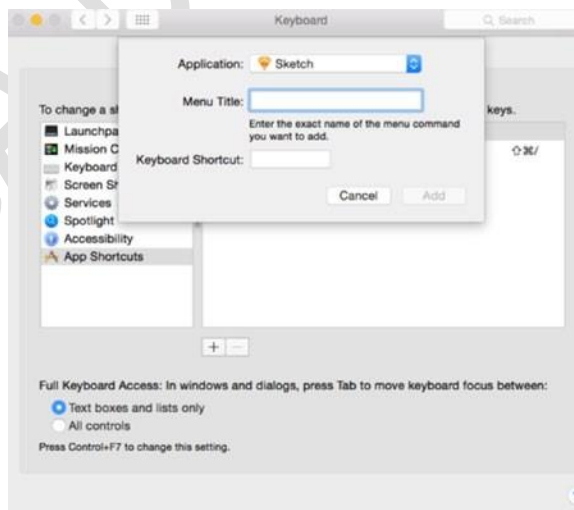 Keyboard
Search
Application: Sketch
Menu Title:
Enter the exact name of the menu command
you want to add.
Keyboard Shortcut:
Cancel Add
To change a keys.
Launchpa
Mission C ⇧⌘/
Keyboard
Screen Sh
Services
Spotlight
Accessibility
App Shortcuts
+ −
Full Keyboard Access: In windows and dialogs, press Tab to move keyboard focus between:
Text boxes and lists only
All controls
Press Control+F7 to change this setting.